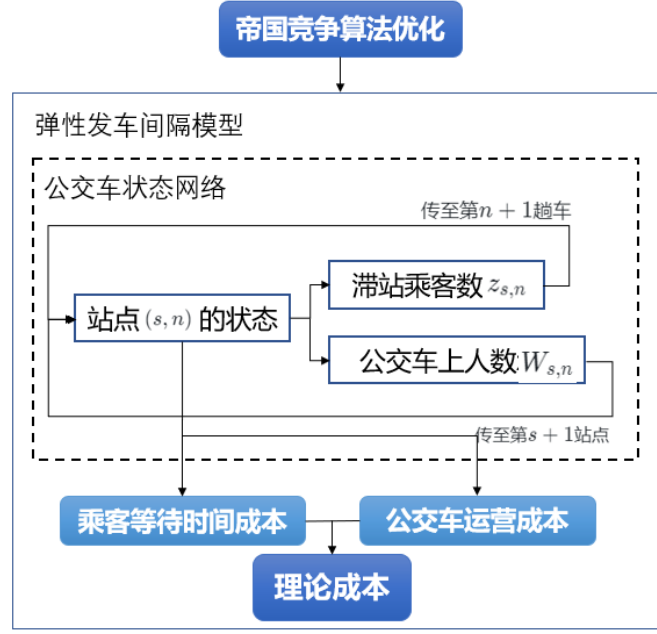 帝国竞争算法优化
弹性发车间隔模型
公交车状态网络
传至第n + 1趟车
滞站乘客数 z_{s,n}
站点 (s, n) 的状态
公交车上人数:W_{s,n}
传至第s + 1站点
乘客等待时间成本
公交车运营成本
理论成本